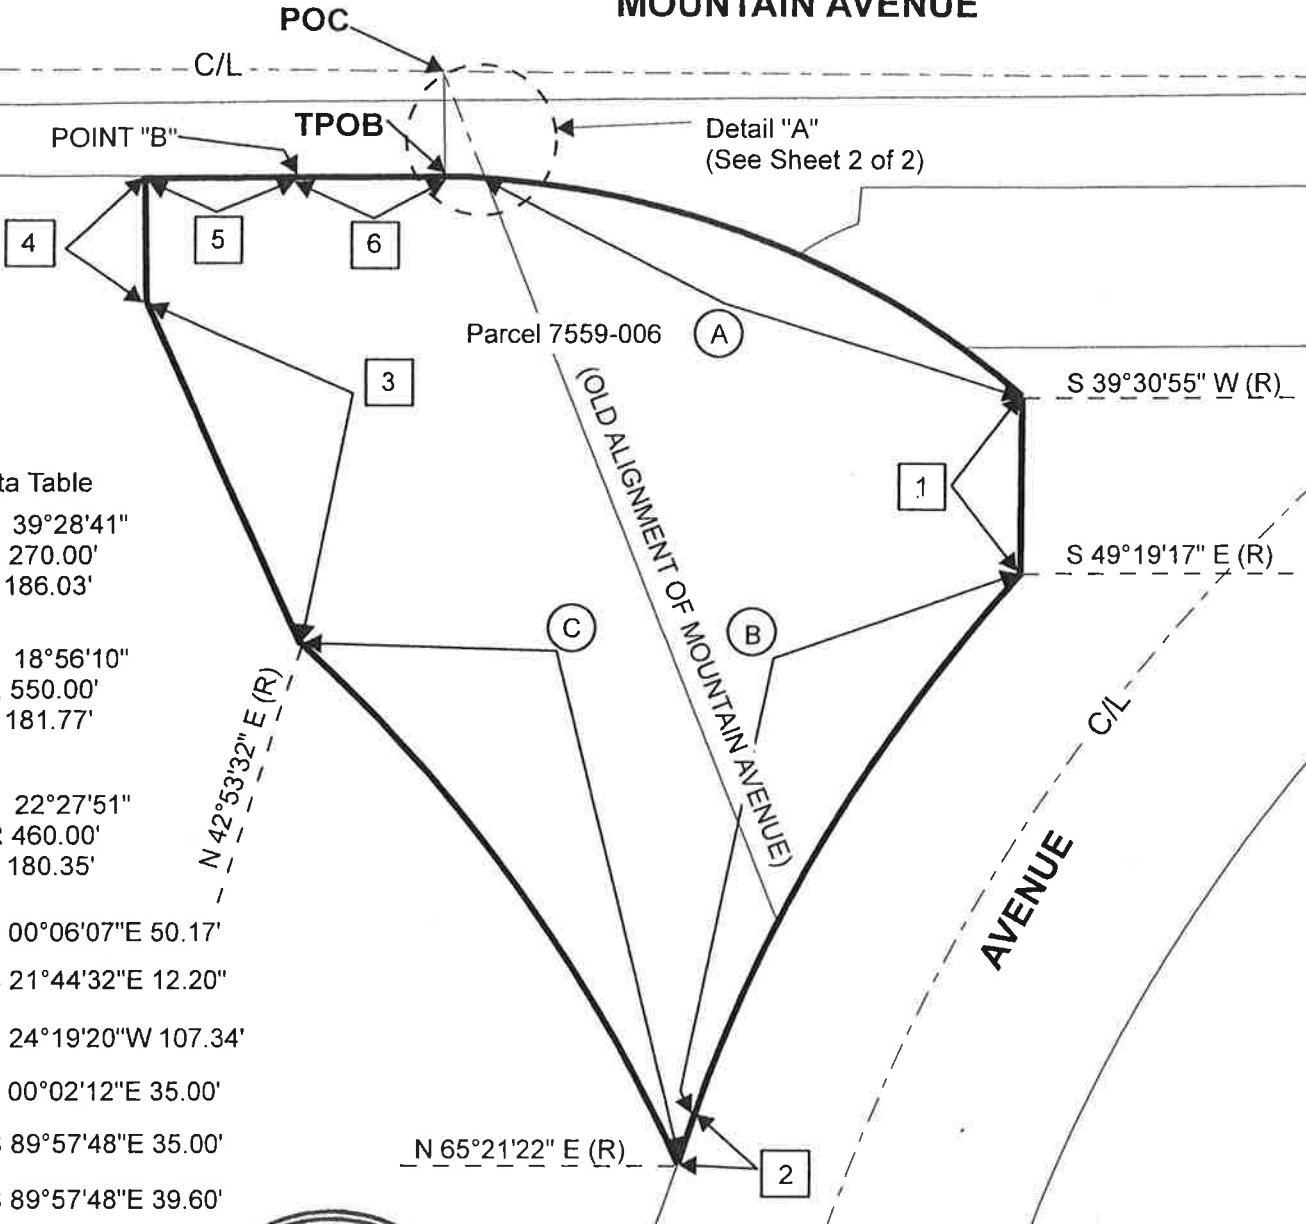 MOUNTAIN AVENUE
POC
C/L
TPOB
POINT "B"
Detail "A"
(See Sheet 2 of 2)
4
5
6
Parcel 7559-006
A
3
S 39°30'55" W (R)
(OLD ALIGNMENT OF MOUNTAIN AVENUE)
1
S 49°19'17" E (R)
C
B
N 42°53'32" E (R)
C/L
AVENUE
N 65°21'22" E (R)
2
Table
39°28'41"
270.00'
186.03'
18°56'10"
550.00'
181.77'
22°27'51"
R 460.00'
180.35'
00°06'07"E 50.17'
21°44'32"E 12.20"
24°19'20"W 107.34'
00°02'12"E 35.00'
89°57'48"E 35.00'
89°57'48"E 39.60'